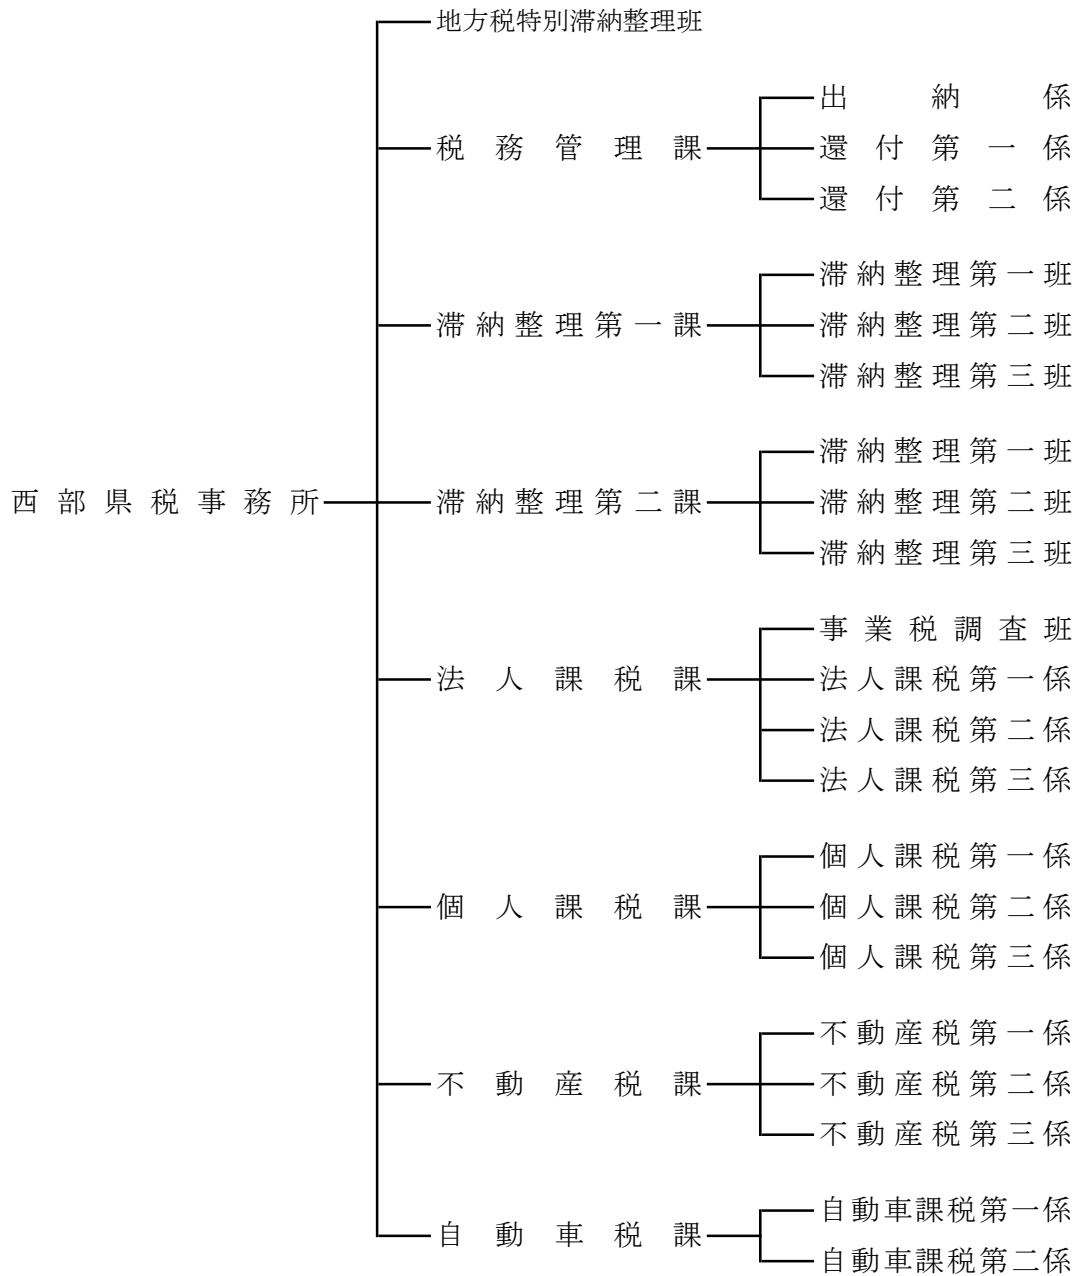 地方税特別滞納整理班
出納係
税務管理課 還付第一係
還付第二係
滞納整理第一班
滞納整理第一課 滞納整理第二班
滞納整理第三班
滞納整理第一班
西部県税事務所 滞納整理第二課 滞納整理第二班
滞納整理第三班
事業税調査班
法人課税課 法人課税第一係
法人課税第二係
法人課税第三係
個人課税第一係
個人課税課 個人課税第二係
個人課税第三係
不動産税第一係
不動産税課 不動産税第二係
不動産税第三係
自動車課税第一係
自動車税課
自動車課税第二係